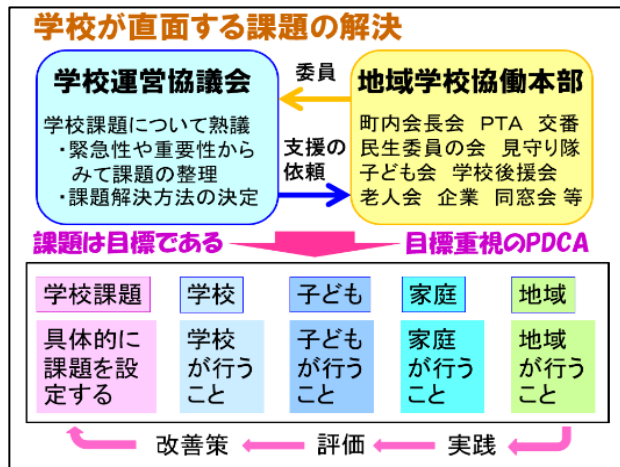 学校が直面する課題の解決
学校運営協議会
学校課題について熟議
・緊急性や重要性から
みて課題の整理
・課題解決方法の決定
委員
支援の
依頼
地域学校協働本部
町内会長会 PTA 交番
民生委員の会 見守り隊
子ども会 学校後援会
老人会 企業 同窓会 等
課題は目標である
目標重視のPDCA
学校課題
学校
子ども
家庭
地域
具体的に
課題を設
定する
学校
が行う
こと
子ども
が行う
こと
家庭
が行う
こと
地域
が行う
こと
改善策
評価
実践